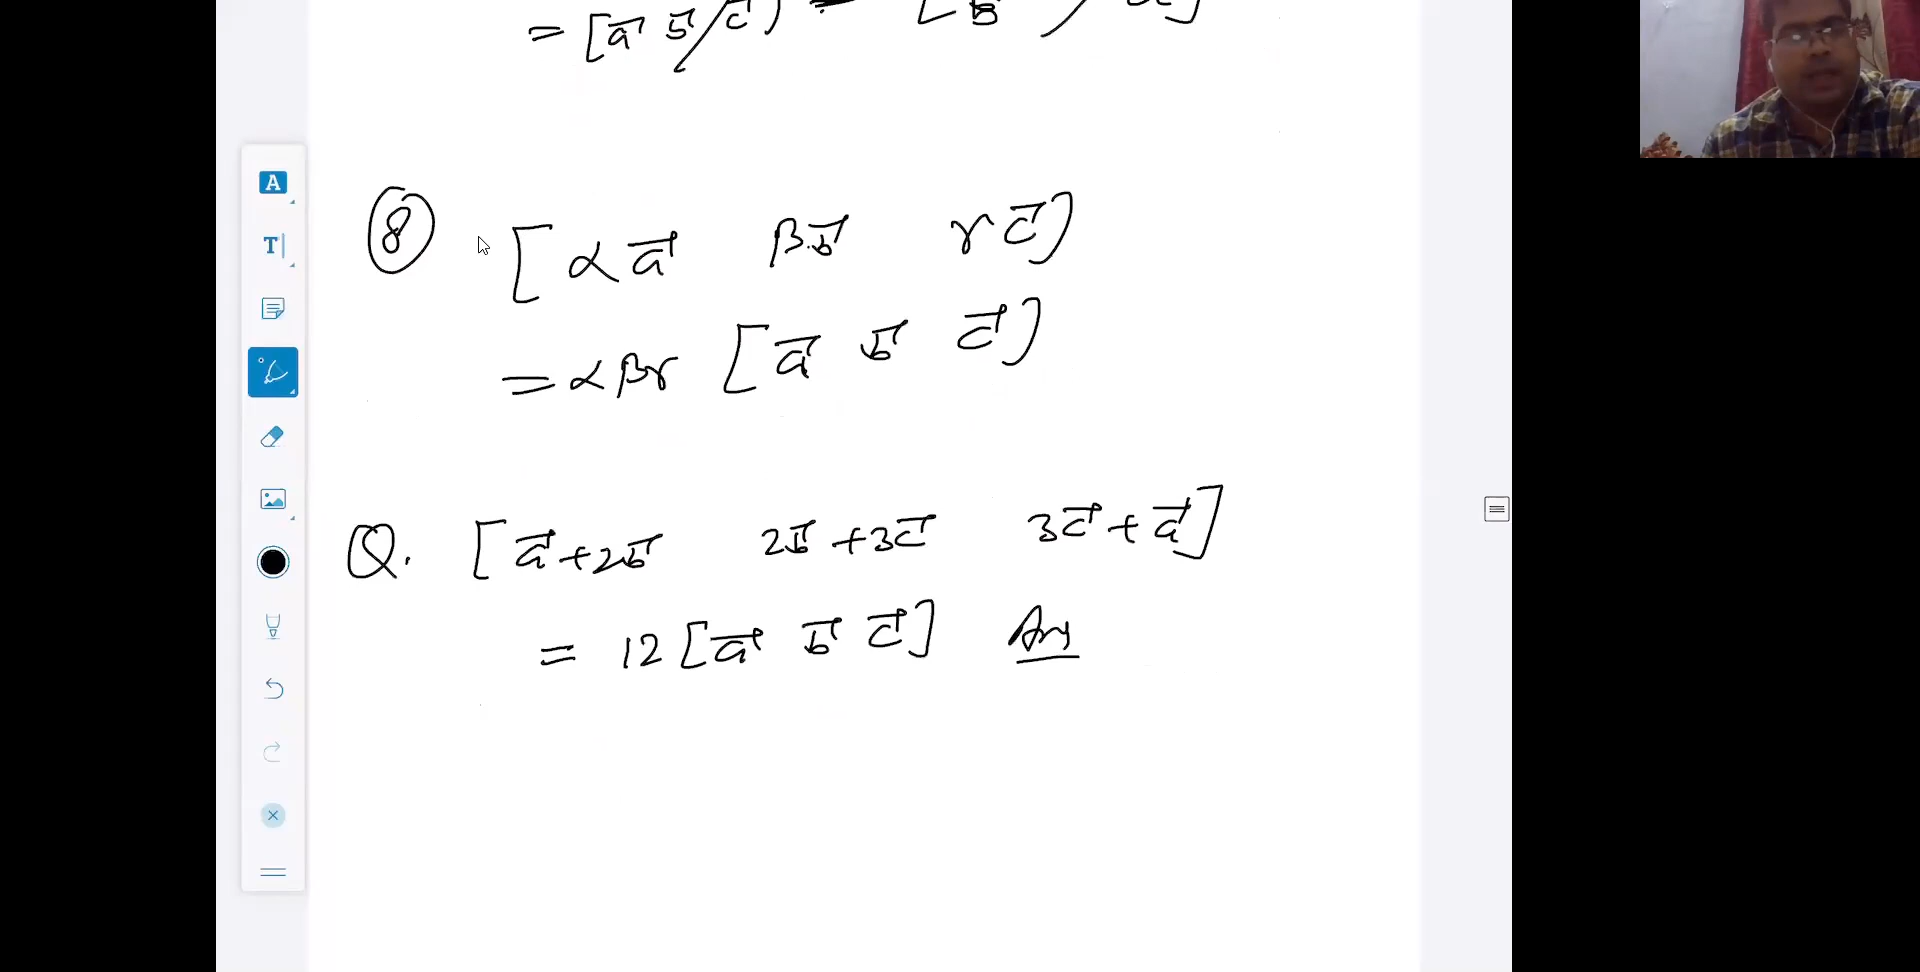 = [a⃗ b⃗ c⃗]
⑧ [αa⃗ βb⃗ γc⃗]
= αβγ [a⃗ b⃗ c⃗]
Q. [a⃗+2b⃗ 2b⃗+3c⃗ 3c⃗+a⃗]
= 12[a⃗ b⃗ c⃗] Ans